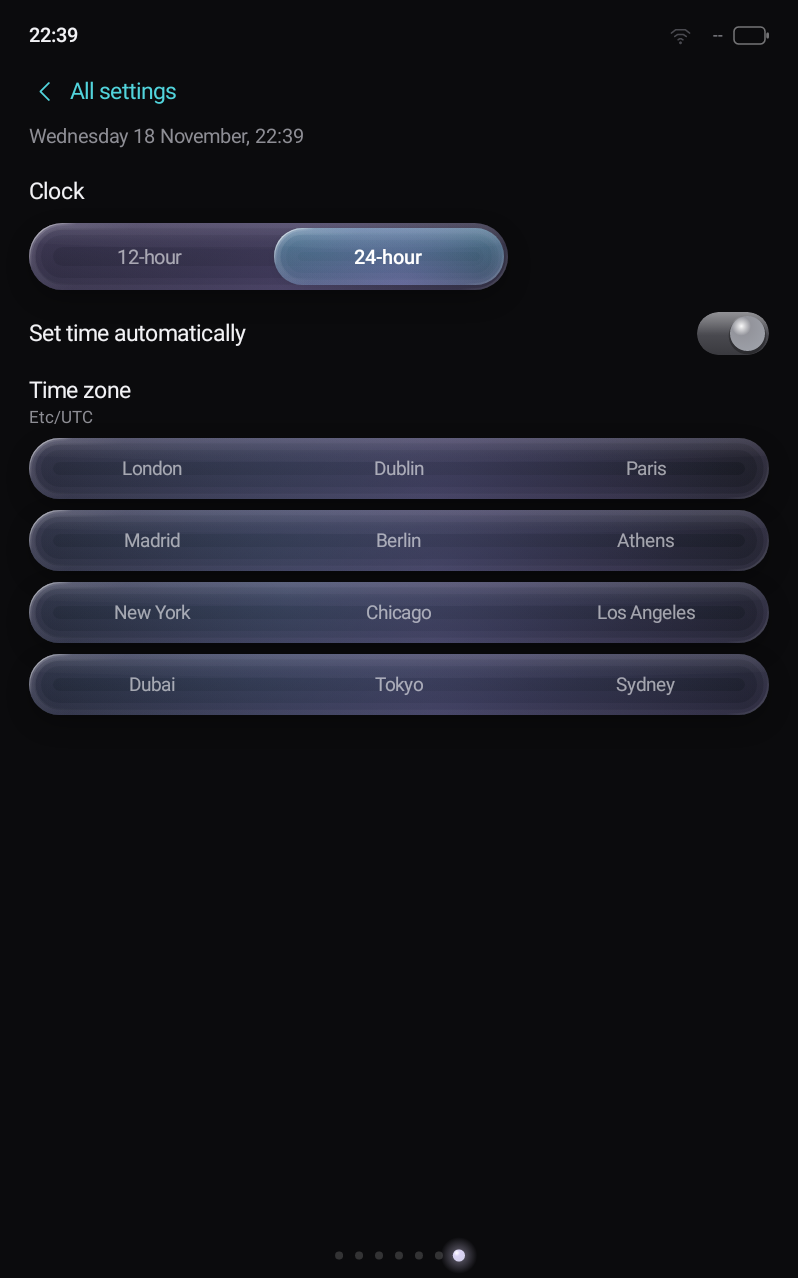 22:39
--
All settings
Wednesday 18 November, 22:39
Clock
12-hour 24-hour
Set time automatically
Time zone
Etc/UTC
London Dublin Paris
Madrid Berlin Athens
New York Chicago Los Angeles
Dubai Tokyo Sydney